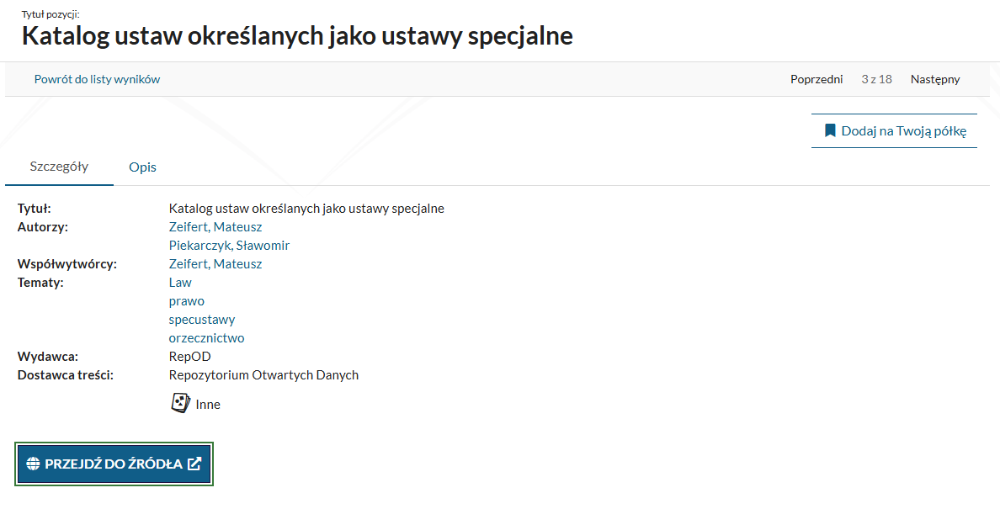 Tytuł pozycji:
Katalog ustaw określanych jako ustawy specjalne
Powrót do listy wyników
Poprzedni 3 z 18 Następny
Dodaj na Twoją półkę
Szczegóły Opis
Tytuł: Katalog ustaw określanych jako ustawy specjalne
Autorzy: Zeifert, Mateusz
Piekarczyk, Sławomir
Współwytwórcy: Zeifert, Mateusz
Tematy: Law
prawo
specustawy
orzecznictwo
Wydawca: RepOD
Dostawca treści: Repozytorium Otwartych Danych
Inne
PRZEJDŹ DO ŹRÓDŁA